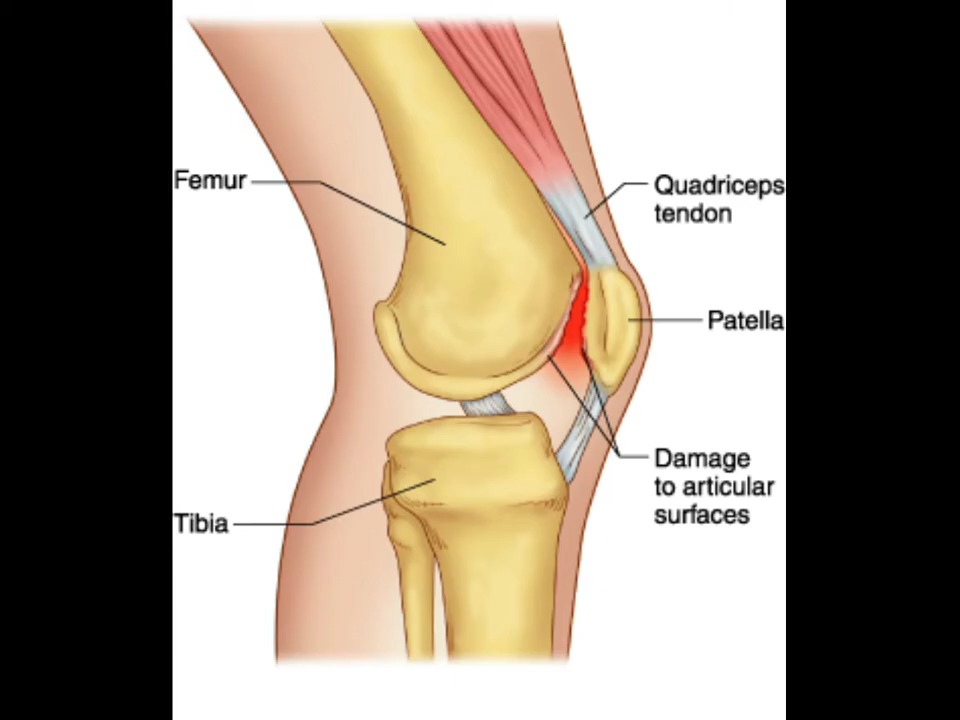 Femur
Quadriceps
tendon
Patella
Damage
to articular
surfaces
Tibia